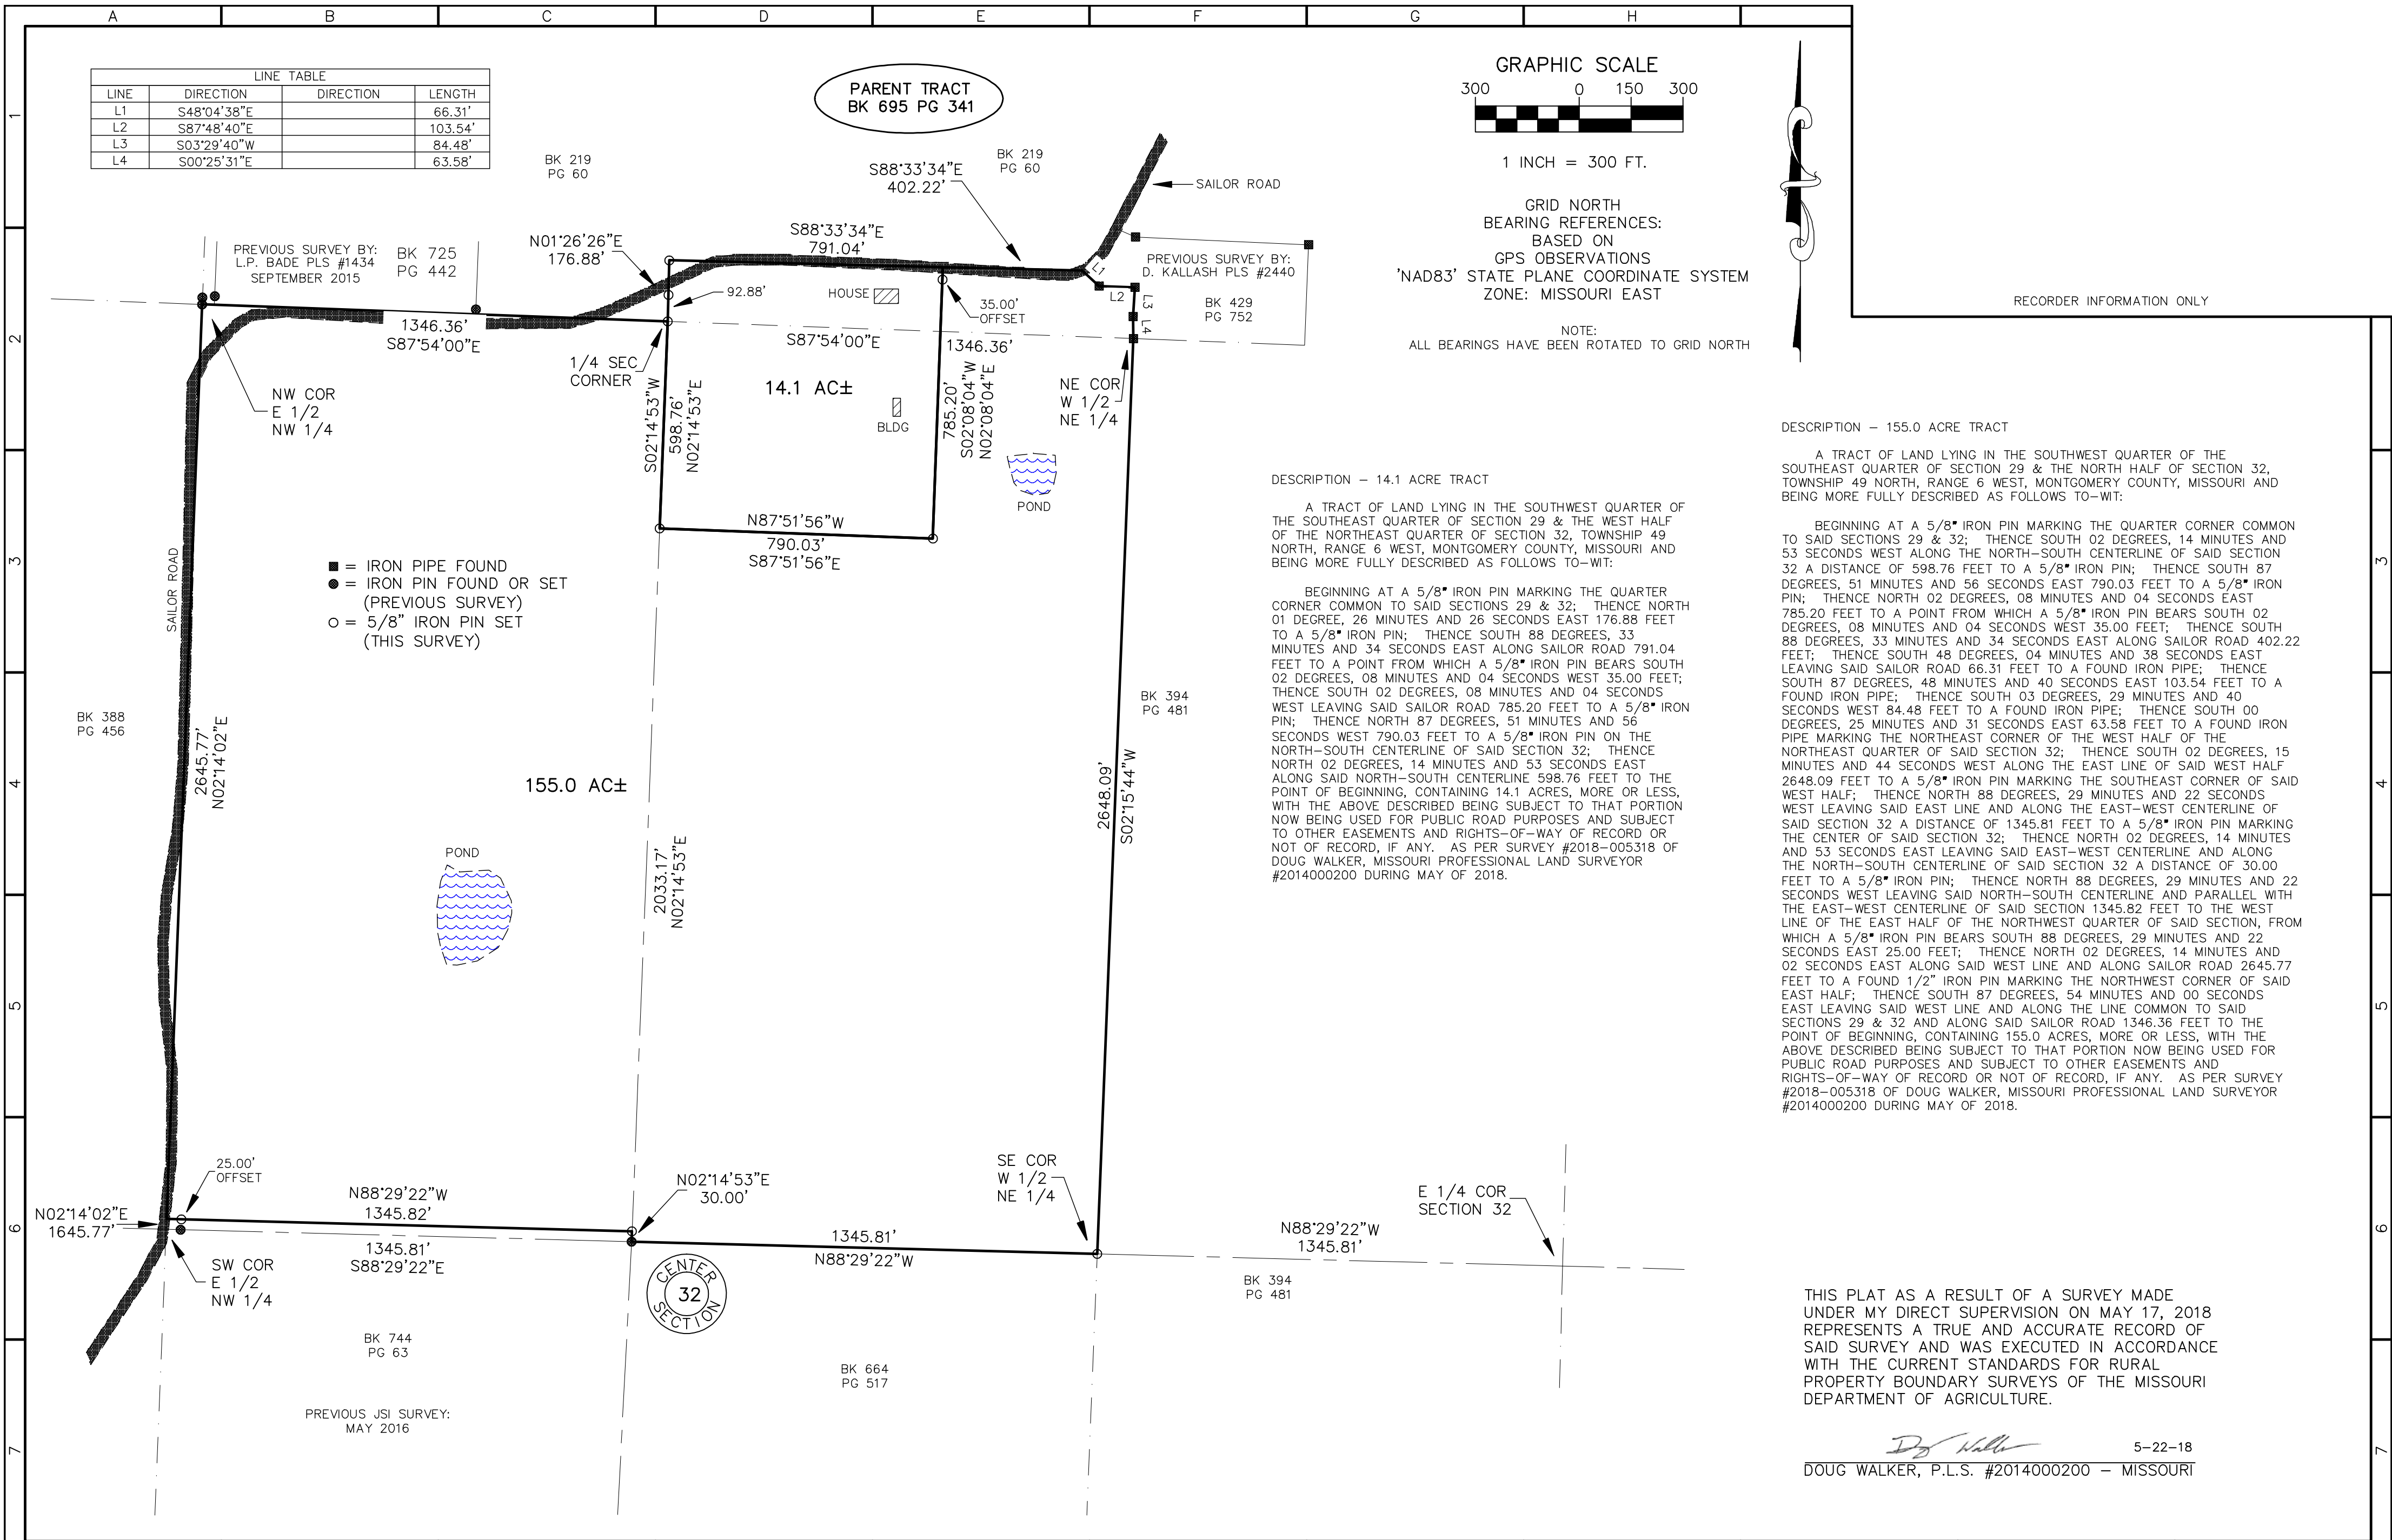 A B C D E F G H
1
2
3
4
5
6
7
3
4
5
6
7
LINE TABLE
LINE DIRECTION DIRECTION LENGTH
L1 S48°04'38"E 66.31'
L2 S87°48'40"E 103.54'
L3 S03°29'40"W 84.48'
L4 S00°25'31"E 63.58'
PARENT TRACT
BK 695 PG 341
GRAPHIC SCALE
300 0 150 300
1 INCH = 300 FT.
GRID NORTH
BEARING REFERENCES:
BASED ON
GPS OBSERVATIONS
'NAD83' STATE PLANE COORDINATE SYSTEM
ZONE: MISSOURI EAST
NOTE:
ALL BEARINGS HAVE BEEN ROTATED TO GRID NORTH
RECORDER INFORMATION ONLY
BK 219
PG 60
BK 219
PG 60
S88°33'34"E
402.22'
SAILOR ROAD
PREVIOUS SURVEY BY:
L.P. BADE PLS #1434
SEPTEMBER 2015
BK 725
PG 442
N01°26'26"E
176.88'
S88°33'34"E
791.04'
92.88'
HOUSE
35.00'
OFFSET
L1
L2
L3
L4
PREVIOUS SURVEY BY:
D. KALLASH PLS #2440
BK 429
PG 752
1346.36'
S87°54'00"E
1/4 SEC
CORNER
S87°54'00"E
1346.36'
NW COR
E 1/2
NW 1/4
S02°14'53"W
598.76'
N02°14'53"E
14.1 AC±
BLDG
785.20'
S02°08'04"W
N02°08'04"E
NE COR
W 1/2
NE 1/4
POND
N87°51'56"W
790.03'
S87°51'56"E
SAILOR ROAD
= IRON PIPE FOUND
= IRON PIN FOUND OR SET
(PREVIOUS SURVEY)
= 5/8" IRON PIN SET
(THIS SURVEY)
BK 388
PG 456
2645.77'
N02°14'02"E
155.0 AC±
POND
2033.17'
N02°14'53"E
2648.09'
S02°15'44"W
BK 394
PG 481
25.00'
OFFSET
N02°14'02"E
1645.77'
N88°29'22"W
1345.82'
1345.81'
S88°29'22"E
SW COR
E 1/2
NW 1/4
N02°14'53"E
30.00'
CENTER
32
SECTION
1345.81'
N88°29'22"W
SE COR
W 1/2
NE 1/4
N88°29'22"W
1345.81'
E 1/4 COR
SECTION 32
BK 394
PG 481
BK 744
PG 63
BK 664
PG 517
PREVIOUS JSI SURVEY:
MAY 2016
DESCRIPTION – 14.1 ACRE TRACT
A TRACT OF LAND LYING IN THE SOUTHWEST QUARTER OF
THE SOUTHEAST QUARTER OF SECTION 29 & THE WEST HALF
OF THE NORTHEAST QUARTER OF SECTION 32, TOWNSHIP 49
NORTH, RANGE 6 WEST, MONTGOMERY COUNTY, MISSOURI AND
BEING MORE FULLY DESCRIBED AS FOLLOWS TO–WIT:
BEGINNING AT A 5/8" IRON PIN MARKING THE QUARTER
CORNER COMMON TO SAID SECTIONS 29 & 32; THENCE NORTH
01 DEGREE, 26 MINUTES AND 26 SECONDS EAST 176.88 FEET
TO A 5/8" IRON PIN; THENCE SOUTH 88 DEGREES, 33
MINUTES AND 34 SECONDS EAST ALONG SAILOR ROAD 791.04
FEET TO A POINT FROM WHICH A 5/8" IRON PIN BEARS SOUTH
02 DEGREES, 08 MINUTES AND 04 SECONDS WEST 35.00 FEET;
THENCE SOUTH 02 DEGREES, 08 MINUTES AND 04 SECONDS
WEST LEAVING SAID SAILOR ROAD 785.20 FEET TO A 5/8" IRON
PIN; THENCE NORTH 87 DEGREES, 51 MINUTES AND 56
SECONDS WEST 790.03 FEET TO A 5/8" IRON PIN ON THE
NORTH–SOUTH CENTERLINE OF SAID SECTION 32; THENCE
NORTH 02 DEGREES, 14 MINUTES AND 53 SECONDS EAST
ALONG SAID NORTH–SOUTH CENTERLINE 598.76 FEET TO THE
POINT OF BEGINNING, CONTAINING 14.1 ACRES, MORE OR LESS,
WITH THE ABOVE DESCRIBED BEING SUBJECT TO THAT PORTION
NOW BEING USED FOR PUBLIC ROAD PURPOSES AND SUBJECT
TO OTHER EASEMENTS AND RIGHTS–OF–WAY OF RECORD OR
NOT OF RECORD, IF ANY. AS PER SURVEY #2018–005318 OF
DOUG WALKER, MISSOURI PROFESSIONAL LAND SURVEYOR
#2014000200 DURING MAY OF 2018.
DESCRIPTION – 155.0 ACRE TRACT
A TRACT OF LAND LYING IN THE SOUTHWEST QUARTER OF THE
SOUTHEAST QUARTER OF SECTION 29 & THE NORTH HALF OF SECTION 32,
TOWNSHIP 49 NORTH, RANGE 6 WEST, MONTGOMERY COUNTY, MISSOURI AND
BEING MORE FULLY DESCRIBED AS FOLLOWS TO–WIT:
BEGINNING AT A 5/8" IRON PIN MARKING THE QUARTER CORNER COMMON
TO SAID SECTIONS 29 & 32; THENCE SOUTH 02 DEGREES, 14 MINUTES AND
53 SECONDS WEST ALONG THE NORTH–SOUTH CENTERLINE OF SAID SECTION
32 A DISTANCE OF 598.76 FEET TO A 5/8" IRON PIN; THENCE SOUTH 87
DEGREES, 51 MINUTES AND 56 SECONDS EAST 790.03 FEET TO A 5/8" IRON
PIN; THENCE NORTH 02 DEGREES, 08 MINUTES AND 04 SECONDS EAST
785.20 FEET TO A POINT FROM WHICH A 5/8" IRON PIN BEARS SOUTH 02
DEGREES, 08 MINUTES AND 04 SECONDS WEST 35.00 FEET; THENCE SOUTH
88 DEGREES, 33 MINUTES AND 34 SECONDS EAST ALONG SAILOR ROAD 402.22
FEET; THENCE SOUTH 48 DEGREES, 04 MINUTES AND 38 SECONDS EAST
LEAVING SAID SAILOR ROAD 66.31 FEET TO A FOUND IRON PIPE; THENCE
SOUTH 87 DEGREES, 48 MINUTES AND 40 SECONDS EAST 103.54 FEET TO A
FOUND IRON PIPE; THENCE SOUTH 03 DEGREES, 29 MINUTES AND 40
SECONDS WEST 84.48 FEET TO A FOUND IRON PIPE; THENCE SOUTH 00
DEGREES, 25 MINUTES AND 31 SECONDS EAST 63.58 FEET TO A FOUND IRON
PIPE MARKING THE NORTHEAST CORNER OF THE WEST HALF OF THE
NORTHEAST QUARTER OF SAID SECTION 32; THENCE SOUTH 02 DEGREES, 15
MINUTES AND 44 SECONDS WEST ALONG THE EAST LINE OF SAID WEST HALF
2648.09 FEET TO A 5/8" IRON PIN MARKING THE SOUTHEAST CORNER OF SAID
WEST HALF; THENCE NORTH 88 DEGREES, 29 MINUTES AND 22 SECONDS
WEST LEAVING SAID EAST LINE AND ALONG THE EAST–WEST CENTERLINE OF
SAID SECTION 32 A DISTANCE OF 1345.81 FEET TO A 5/8" IRON PIN MARKING
THE CENTER OF SAID SECTION 32; THENCE NORTH 02 DEGREES, 14 MINUTES
AND 53 SECONDS EAST LEAVING SAID EAST–WEST CENTERLINE AND ALONG
THE NORTH–SOUTH CENTERLINE OF SAID SECTION 32 A DISTANCE OF 30.00
FEET TO A 5/8" IRON PIN; THENCE NORTH 88 DEGREES, 29 MINUTES AND 22
SECONDS WEST LEAVING SAID NORTH–SOUTH CENTERLINE AND PARALLEL WITH
THE EAST–WEST CENTERLINE OF SAID SECTION 1345.82 FEET TO THE WEST
LINE OF THE EAST HALF OF THE NORTHWEST QUARTER OF SAID SECTION, FROM
WHICH A 5/8" IRON PIN BEARS SOUTH 88 DEGREES, 29 MINUTES AND 22
SECONDS EAST 25.00 FEET; THENCE NORTH 02 DEGREES, 14 MINUTES AND
02 SECONDS EAST ALONG SAID WEST LINE AND ALONG SAILOR ROAD 2645.77
FEET TO A FOUND 1/2" IRON PIN MARKING THE NORTHWEST CORNER OF SAID
EAST HALF; THENCE SOUTH 87 DEGREES, 54 MINUTES AND 00 SECONDS
EAST LEAVING SAID WEST LINE AND ALONG THE LINE COMMON TO SAID
SECTIONS 29 & 32 AND ALONG SAID SAILOR ROAD 1346.36 FEET TO THE
POINT OF BEGINNING, CONTAINING 155.0 ACRES, MORE OR LESS, WITH THE
ABOVE DESCRIBED BEING SUBJECT TO THAT PORTION NOW BEING USED FOR
PUBLIC ROAD PURPOSES AND SUBJECT TO OTHER EASEMENTS AND
RIGHTS–OF–WAY OF RECORD OR NOT OF RECORD, IF ANY. AS PER SURVEY
#2018–005318 OF DOUG WALKER, MISSOURI PROFESSIONAL LAND SURVEYOR
#2014000200 DURING MAY OF 2018.
THIS PLAT AS A RESULT OF A SURVEY MADE
UNDER MY DIRECT SUPERVISION ON MAY 17, 2018
REPRESENTS A TRUE AND ACCURATE RECORD OF
SAID SURVEY AND WAS EXECUTED IN ACCORDANCE
WITH THE CURRENT STANDARDS FOR RURAL
PROPERTY BOUNDARY SURVEYS OF THE MISSOURI
DEPARTMENT OF AGRICULTURE.
5–22–18
DOUG WALKER, P.L.S. #2014000200 – MISSOURI